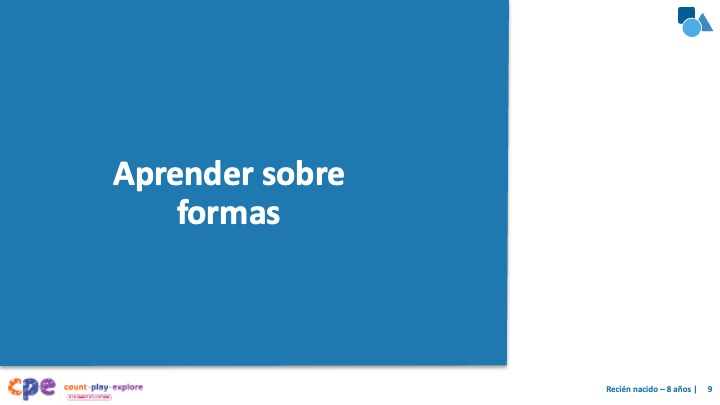 Aprender sobre
formas
cpe
count-play-explore
Recién nacido – 8 años | 9